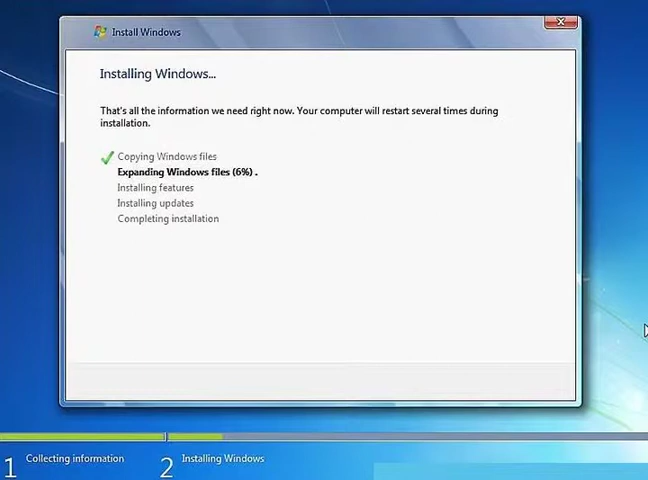 Install Windows
Installing Windows...
That's all the information we need right now. Your computer will restart several times during
installation.
Copying Windows files
Expanding Windows files (6%) .
Installing features
Installing updates
Completing installation
1 Collecting information
2 Installing Windows